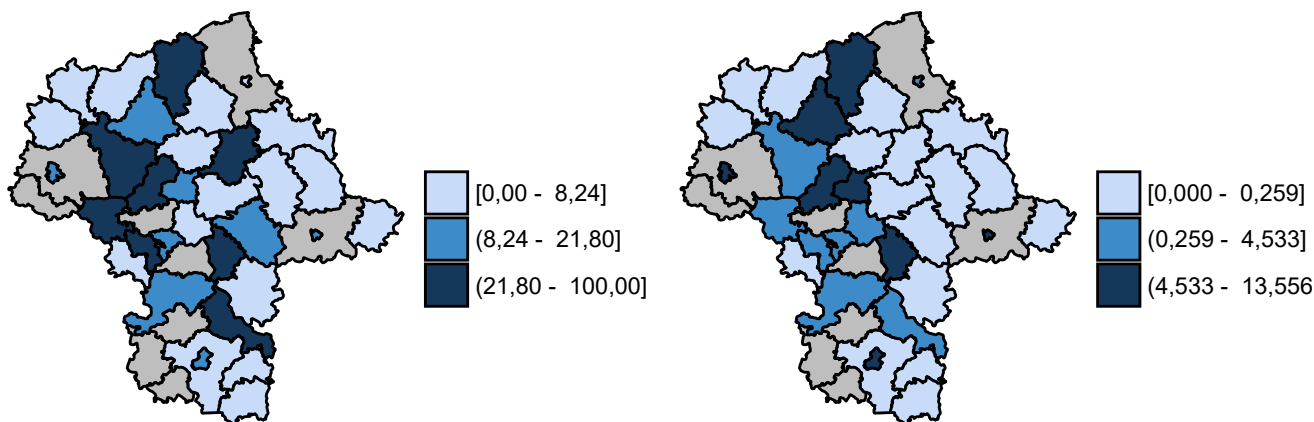 [0,00 - 8,24]
(8,24 - 21,80]
(21,80 - 100,00]
[0,000 - 0,259]
(0,259 - 4,533]
(4,533 - 13,556